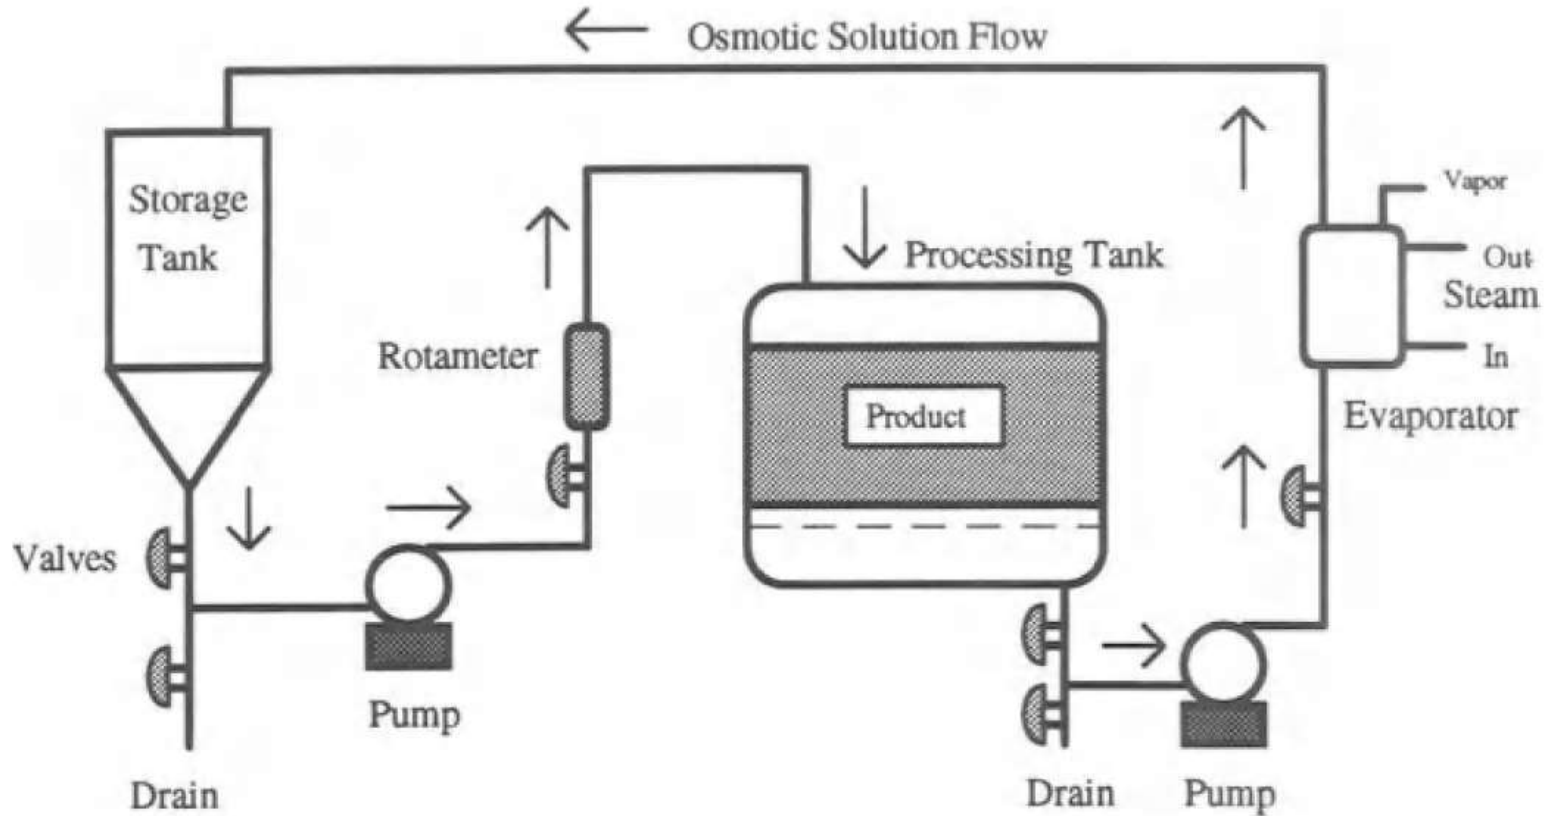 Osmotic Solution Flow
Storage
Tank
Vapor
Processing Tank
Out
Steam
In
Rotameter
Product
Evaporator
Valves
Pump
Drain
Drain
Pump